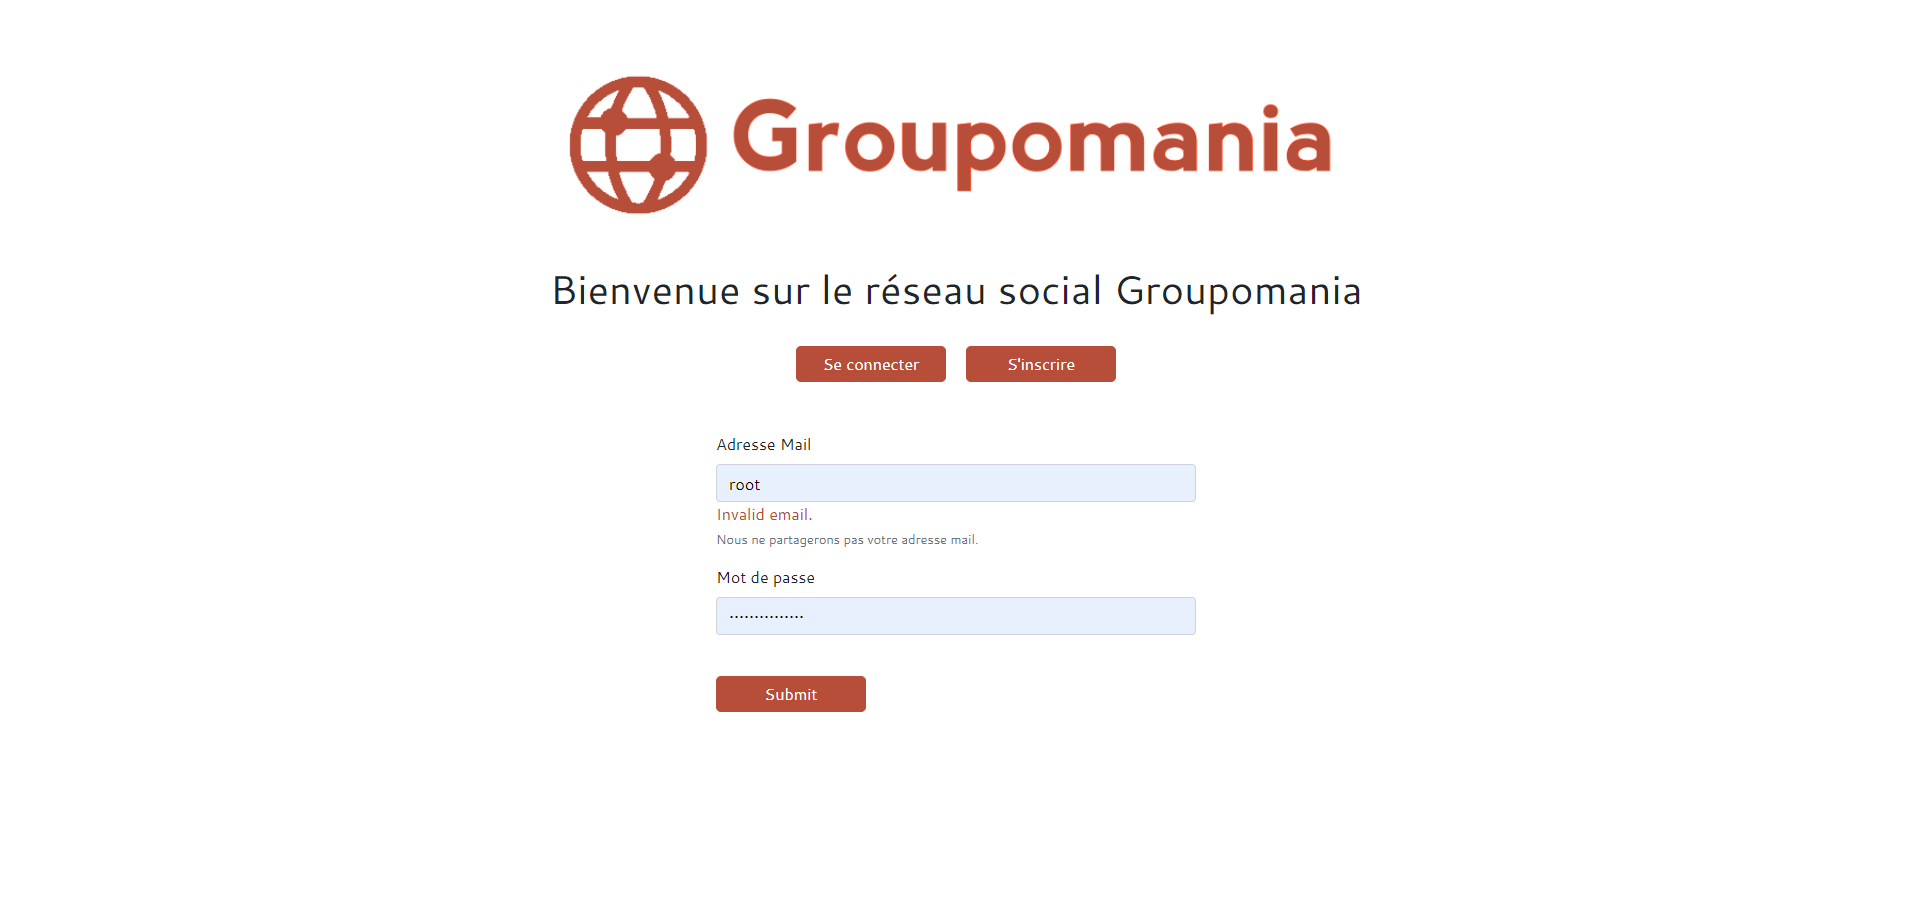 Groupomania
Bienvenue sur le réseau social Groupomania
Se connecter S'inscrire
Adresse Mail
root
Invalid email.
Nous ne partagerons pas votre adresse mail.
Mot de passe
···············
Submit